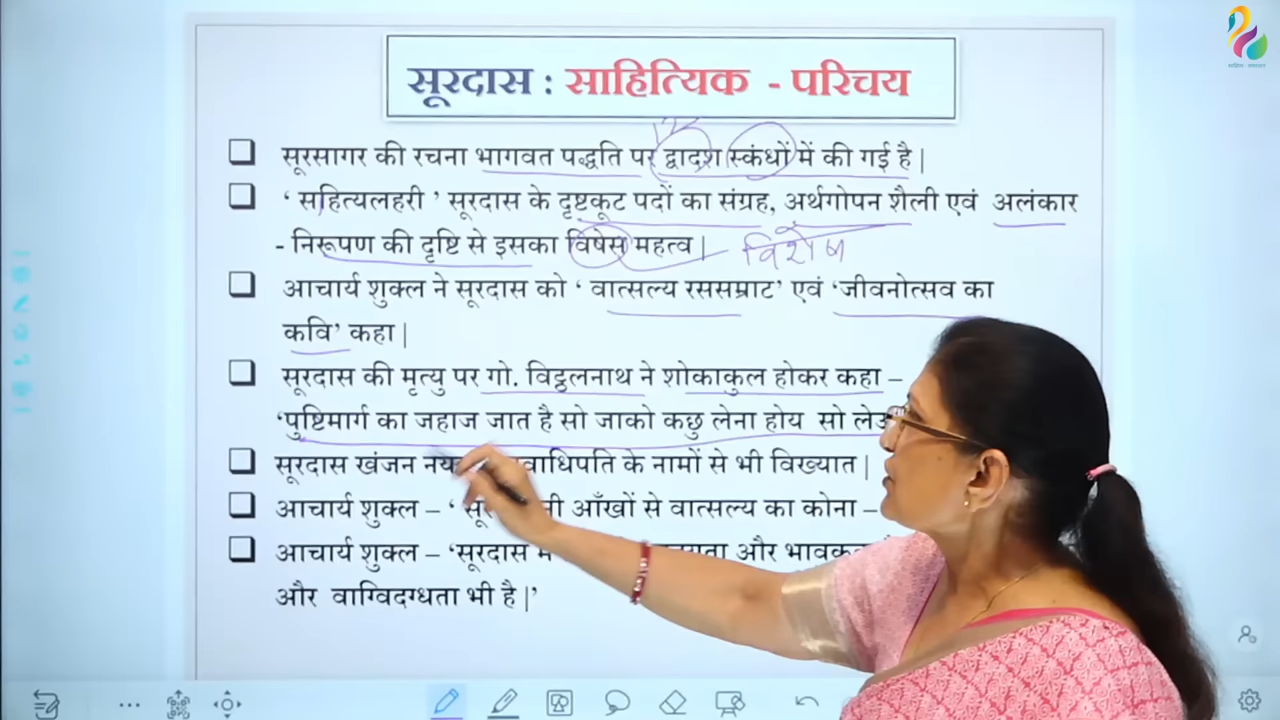 सूरदास : साहित्यिक - परिचय
सूरसागर की रचना भागवत पद्धति पर द्वादश स्कंधों में की गई है |
‘ सहित्यलहरी ’ सूरदास के दृष्टकूट पदों का संग्रह, अर्थगोपन शैली एवं अलंकार
- निरूपण की दृष्टि से इसका विषेस महत्व | विशेष
आचार्य शुक्ल ने सूरदास को ‘ वात्सल्य रससम्राट’ एवं ‘जीवनोत्सव का
कवि’ कहा |
सूरदास की मृत्यु पर गो. विट्ठलनाथ ने शोकाकुल होकर कहा –
‘पुष्टिमार्ग का जहाज जात है सो जाको कछु लेना होय सो
सूरदास खंजन के नामों से भी विख्यात |
आचार्य शुक्ल – ‘ आँखों से वात्सल्य का कोना –
आचार्य शुक्ल – ‘सूरदास और
और वाग्विदग्धता भी है |’